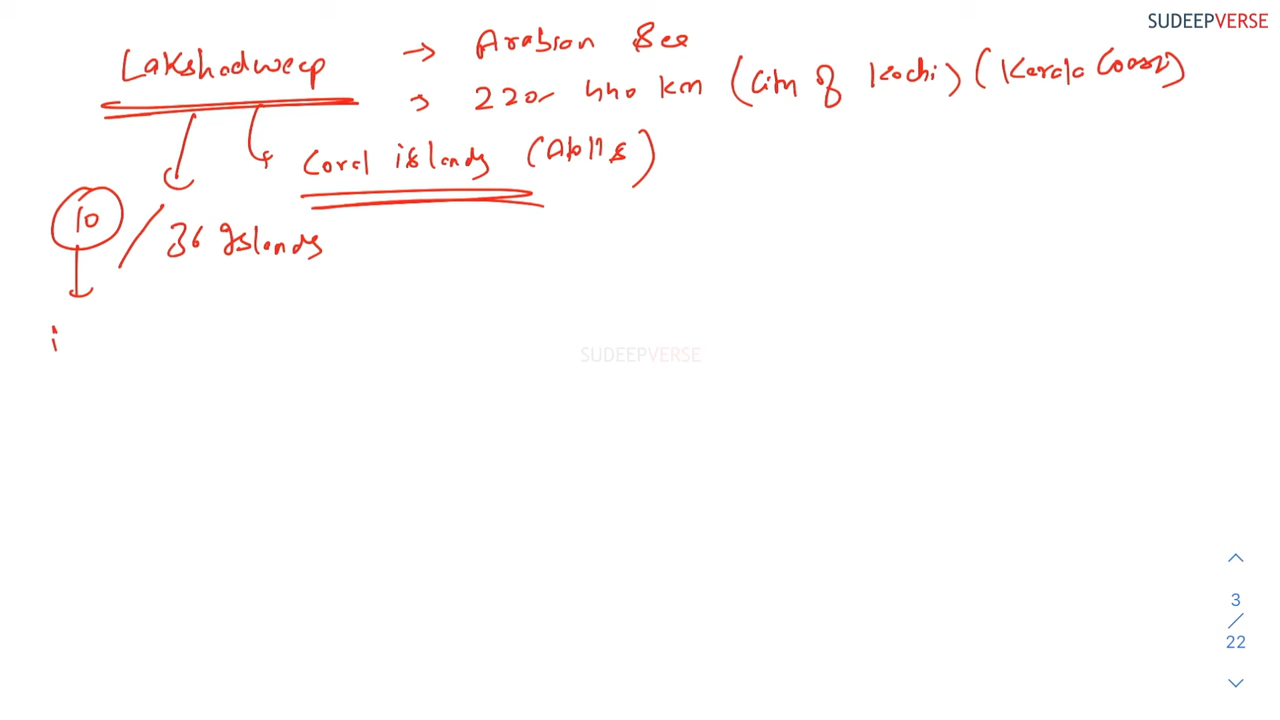 SUDEEPVERSE
Lakshadweep → Arabian Sea
→ 220-440 km (City of Kochi) (Kerala Coast)
Coral islands (Atolls)
10 / 36 Islands
i
SUDEEPVERSE
3
/
22